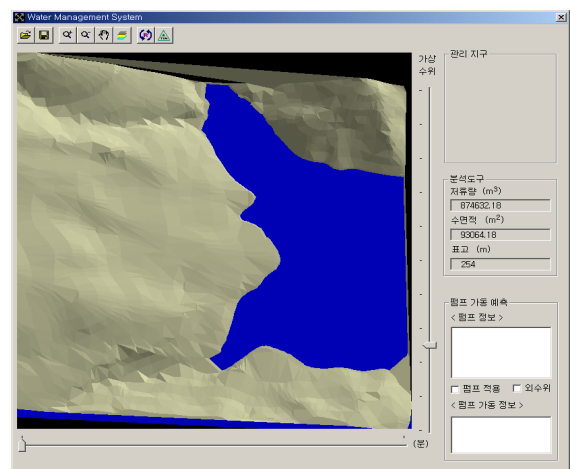 Water Management System
가상
수위
관리 지구
분석도구
저류량 (m³)
874632.18
수면적 (m²)
93064.18
표고 (m)
254
펌프 가동 예측
< 펌프 정보 >
펌프 적용
외수위
< 펌프 가동 정보 >
(분)